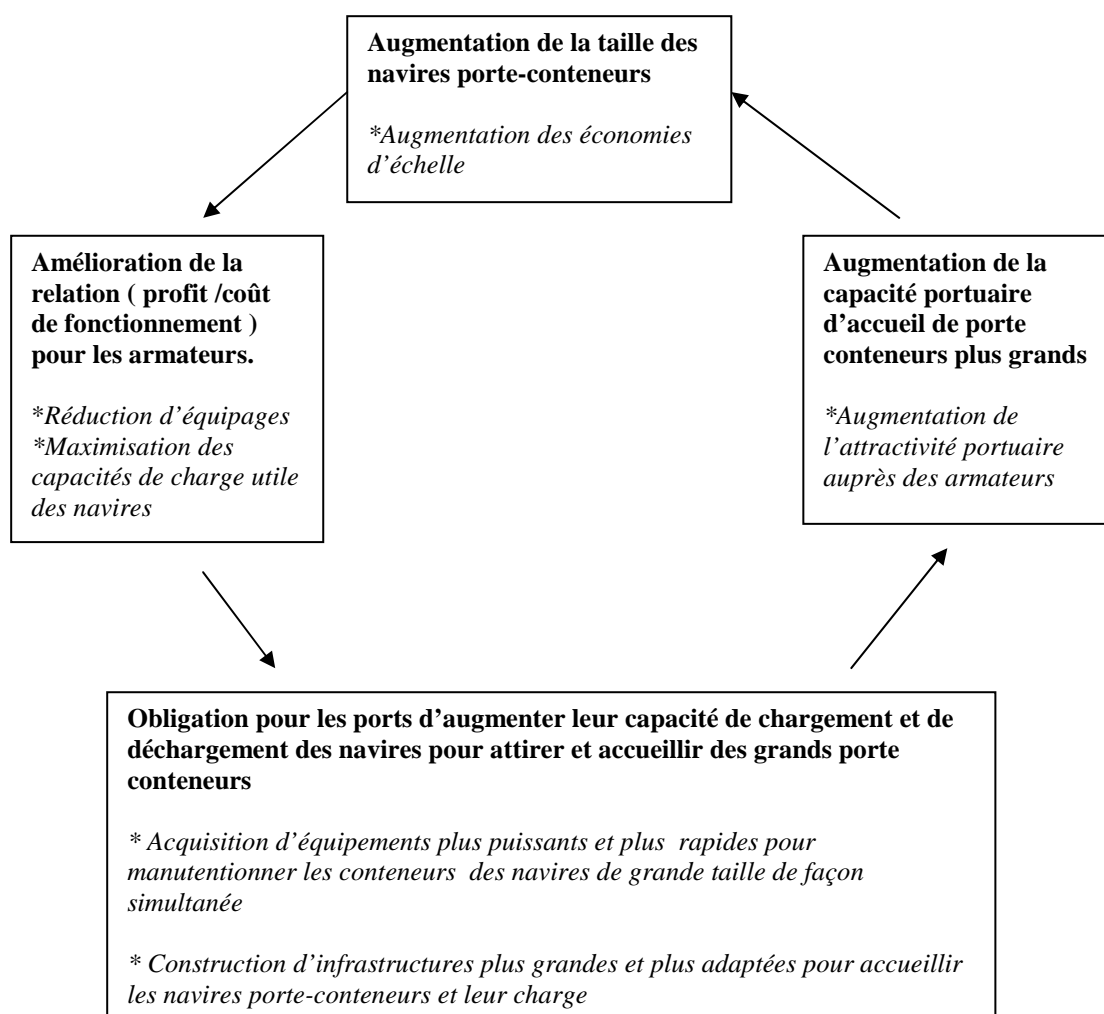 Augmentation de la taille des
navires porte-conteneurs
*Augmentation des économies
d’échelle
Amélioration de la
relation ( profit /coût
de fonctionnement )
pour les armateurs.
*Réduction d’équipages
*Maximisation des
capacités de charge utile
des navires
Augmentation de la
capacité portuaire
d’accueil de porte
conteneurs plus grands
*Augmentation de
l’attractivité portuaire
auprès des armateurs
Obligation pour les ports d’augmenter leur capacité de chargement et de
déchargement des navires pour attirer et accueillir des grands porte
conteneurs
* Acquisition d’équipements plus puissants et plus  rapides pour
manutentionner les conteneurs  des navires de grande taille de façon
simultanée
* Construction d’infrastructures plus grandes et plus adaptées pour accueillir
les navires porte-conteneurs et leur charge